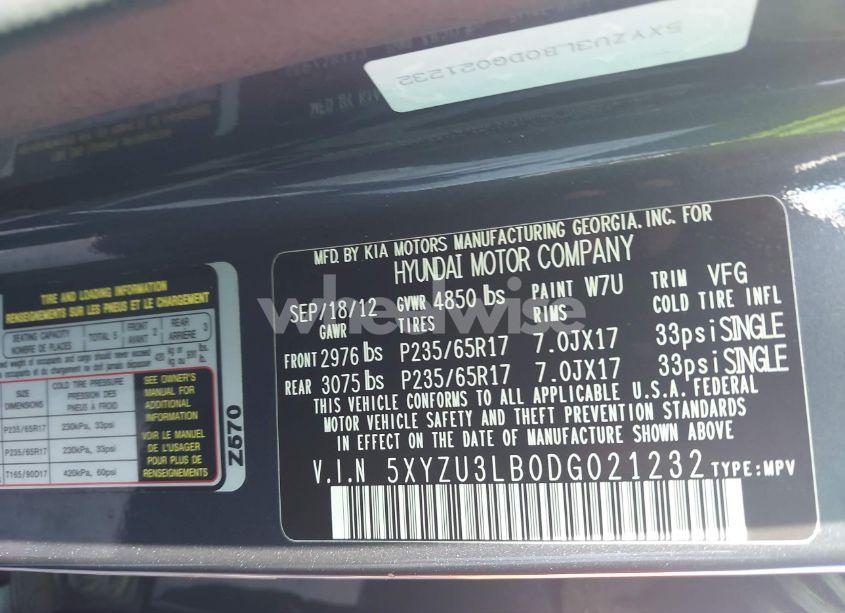 5XYZU3LB0DG021232
TIRE AND LOADING INFORMATION
RENSEIGNEMENTS SUR LES PNEUS ET LE CHARGEMENT
SEATING CAPACITY
NOMBRE DE PLACES
TOTAL 5
FRONT
AVANT 2
REAR
ARRIÈRE 3
SIZE
DIMENSIONS
COLD TIRE PRESSURE
PRESSION DES
PNEUS À FROID
P235/65R17 230kPa, 33psi
P235/65R17 230kPa, 33psi
T165/90D17 420kPa, 60psi
SEE OWNER'S
MANUAL FOR
ADDITIONAL
INFORMATION
VOIR LE MANUEL
DE L'USAGER
POUR PLUS DE
RENSEIGNEMENTS
Z570
MFD. BY KIA MOTORS MANUFACTURING GEORGIA. INC. FOR
HYUNDAI MOTOR COMPANY
SEP/18/12 GVWR 4850 lbs PAINT W7U TRIM VFG
GAWR TIRES RIMS COLD TIRE INFL
FRONT 2976 lbs P235/65R17 7.0JX17 33psi SINGLE
REAR 3075 lbs P235/65R17 7.0JX17 33psi SINGLE
THIS VEHICLE CONFORMS TO ALL APPLICABLE U.S.A. FEDERAL
MOTOR VEHICLE SAFETY AND THEFT PREVENTION STANDARDS
IN EFFECT ON THE DATE OF MANUFACTURE SHOWN ABOVE
V.I.N 5XYZU3LB0DG021232 TYPE:MPV
wheelwise